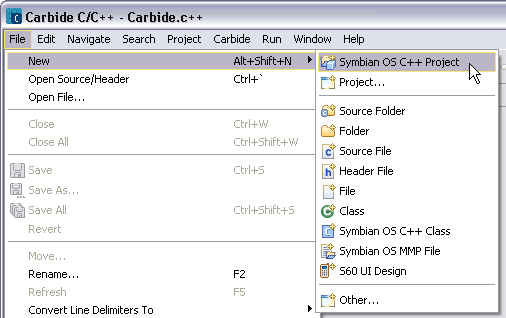 Carbide C/C++ - Carbide.c++
File Edit Navigate Search Project Carbide Run Window Help
New Alt+Shift+N
Open Source/Header Ctrl+`
Open File...
Close Ctrl+W
Close All Ctrl+Shift+W
Save Ctrl+S
Save As...
Save All Ctrl+Shift+S
Revert
Move...
Rename... F2
Refresh F5
Convert Line Delimiters To
Symbian OS C++ Project
Project...
Source Folder
Folder
Source File
Header File
File
Class
Symbian OS C++ Class
Symbian OS MMP File
S60 UI Design
Other...